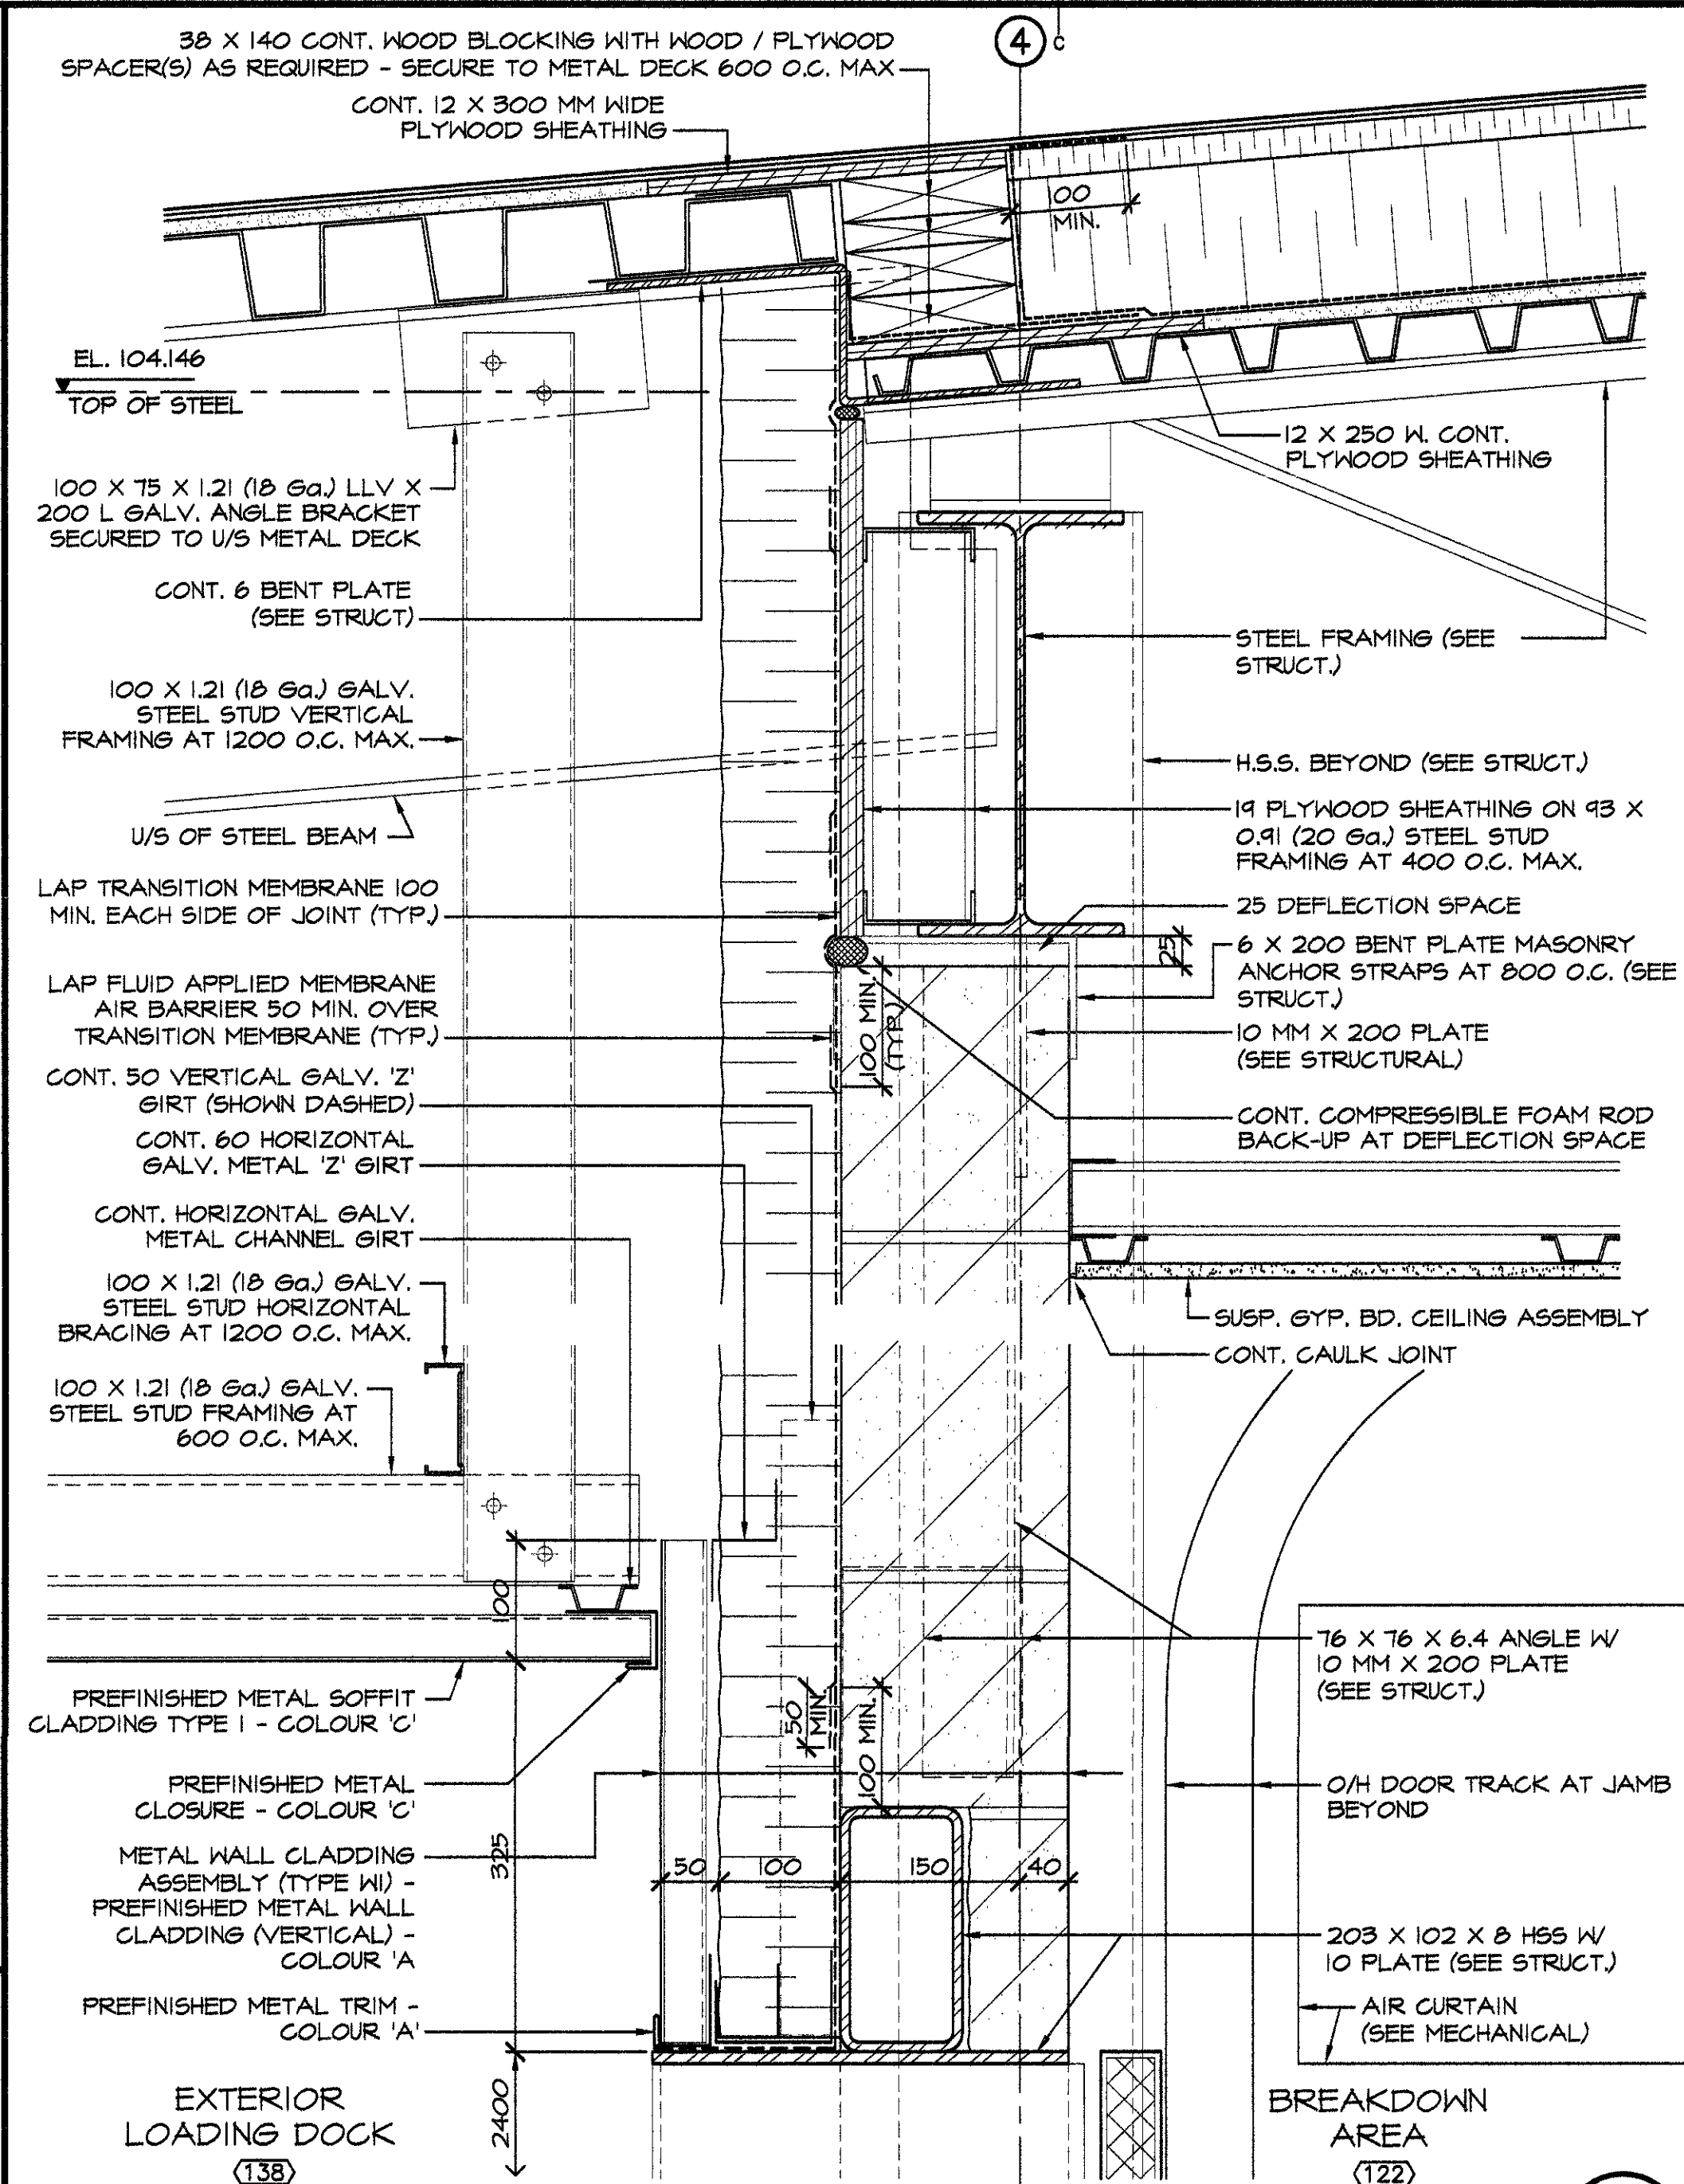 38 X 140 CONT. WOOD BLOCKING WITH WOOD / PLYWOOD
SPACER(S) AS REQUIRED - SECURE TO METAL DECK 600 O.C. MAX
CONT. 12 X 300 MM WIDE
PLYWOOD SHEATHING
4
C
100
MIN.
EL. 104.146
TOP OF STEEL
100 X 75 X 1.21 (18 Ga.) LLV X
200 L GALV. ANGLE BRACKET
SECURED TO U/S METAL DECK
CONT. 6 BENT PLATE
(SEE STRUCT)
100 X 1.21 (18 Ga.) GALV.
STEEL STUD VERTICAL
FRAMING AT 1200 O.C. MAX.
U/S OF STEEL BEAM
LAP TRANSITION MEMBRANE 100
MIN. EACH SIDE OF JOINT (TYP.)
LAP FLUID APPLIED MEMBRANE
AIR BARRIER 50 MIN. OVER
TRANSITION MEMBRANE (TYP.)
CONT. 50 VERTICAL GALV. 'Z'
GIRT (SHOWN DASHED)
CONT. 60 HORIZONTAL
GALV. METAL 'Z' GIRT
CONT. HORIZONTAL GALV.
METAL CHANNEL GIRT
100 X 1.21 (18 Ga.) GALV.
STEEL STUD HORIZONTAL
BRACING AT 1200 O.C. MAX.
100 X 1.21 (18 Ga.) GALV.
STEEL STUD FRAMING AT
600 O.C. MAX.
PREFINISHED METAL SOFFIT
CLADDING TYPE 1 - COLOUR 'C'
PREFINISHED METAL
CLOSURE - COLOUR 'C'
METAL WALL CLADDING
ASSEMBLY (TYPE W1) -
PREFINISHED METAL WALL
CLADDING (VERTICAL) -
COLOUR 'A
PREFINISHED METAL TRIM -
COLOUR 'A'
12 X 250 W. CONT.
PLYWOOD SHEATHING
STEEL FRAMING (SEE
STRUCT.)
H.S.S. BEYOND (SEE STRUCT.)
19 PLYWOOD SHEATHING ON 93 X
0.91 (20 Ga.) STEEL STUD
FRAMING AT 400 O.C. MAX.
25 DEFLECTION SPACE
6 X 200 BENT PLATE MASONRY
ANCHOR STRAPS AT 800 O.C. (SEE
STRUCT.)
10 MM X 200 PLATE
(SEE STRUCTURAL)
CONT. COMPRESSIBLE FOAM ROD
BACK-UP AT DEFLECTION SPACE
SUSP. GYP. BD. CEILING ASSEMBLY
CONT. CAULK JOINT
76 X 76 X 6.4 ANGLE W/
10 MM X 200 PLATE
(SEE STRUCT.)
O/H DOOR TRACK AT JAMB
BEYOND
203 X 102 X 8 HSS W/
10 PLATE (SEE STRUCT.)
AIR CURTAIN
(SEE MECHANICAL)
25
100 MIN.
(TYP.)
100
50
MIN.
100 MIN.
325
50
100
150
40
2400
EXTERIOR
LOADING DOCK
138
BREAKDOWN
AREA
122